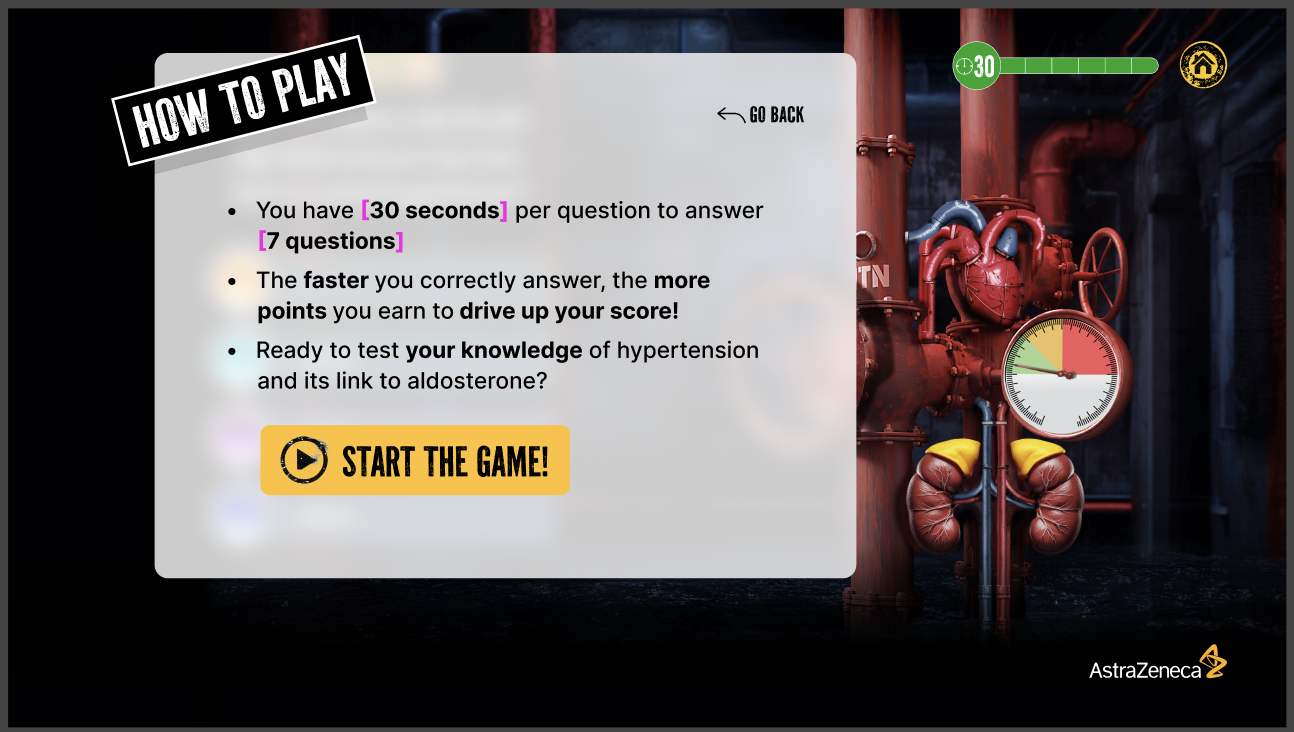 HOW TO PLAY
30
GO BACK
• You have [30 seconds] per question to answer
[7 questions]
• The faster you correctly answer, the more
points you earn to drive up your score!
• Ready to test your knowledge of hypertension
and its link to aldosterone?
START THE GAME!
TN
AstraZeneca